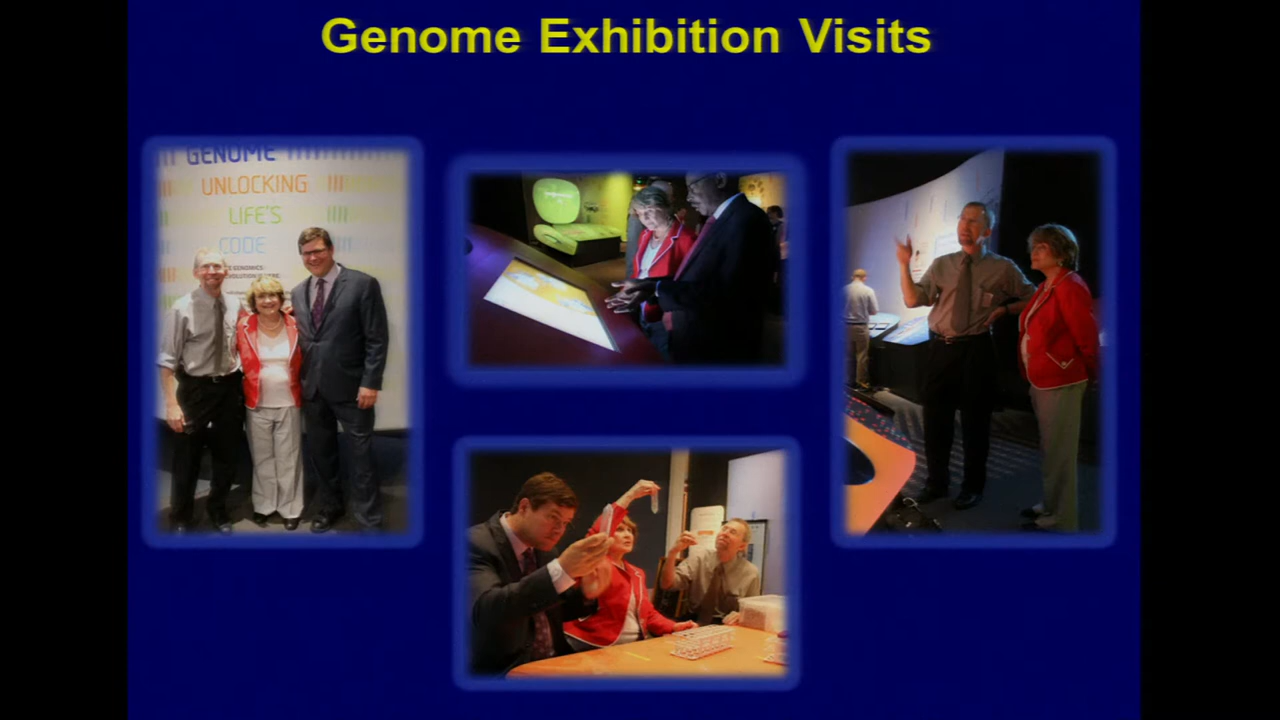 Genome Exhibition Visits
GENOME
UNLOCKING
LIFE'S
CODE